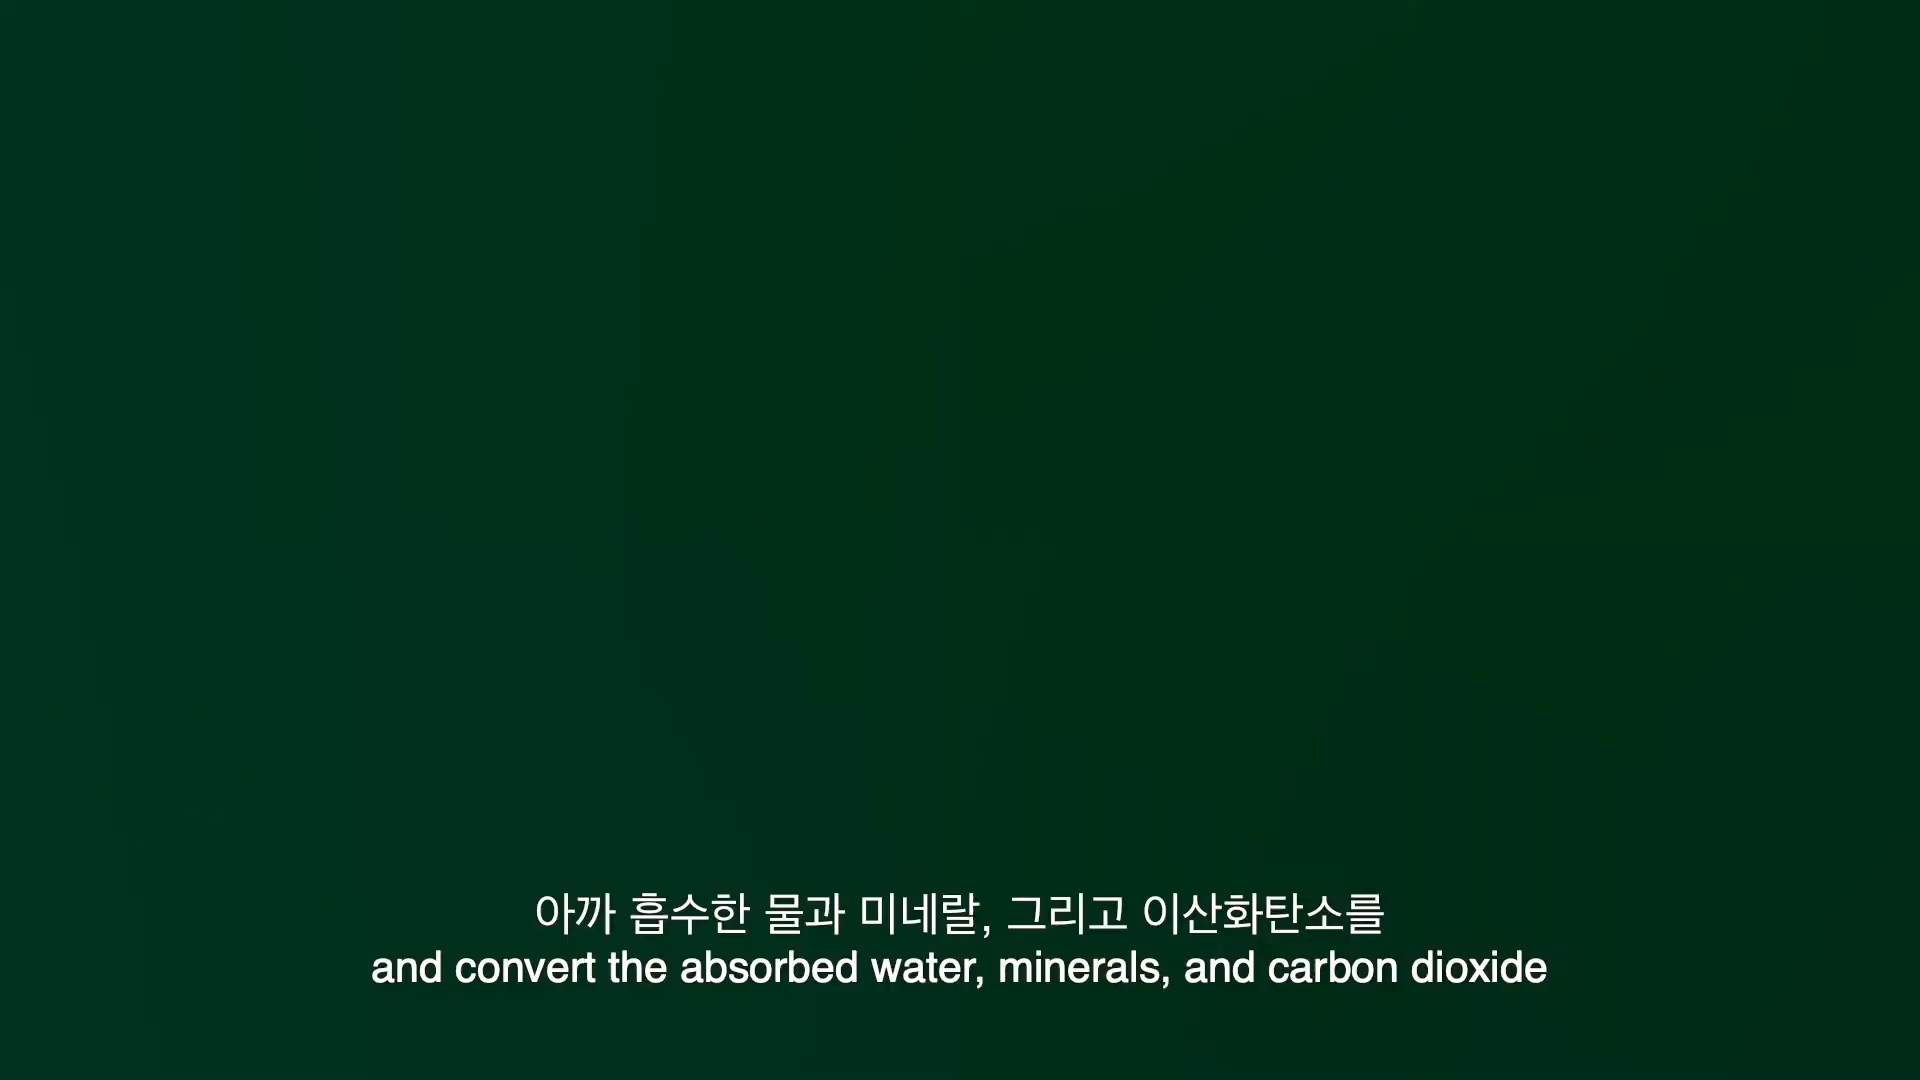 아까 흡수한 물과 미네랄, 그리고 이산화탄소를
and convert the absorbed water, minerals, and carbon dioxide